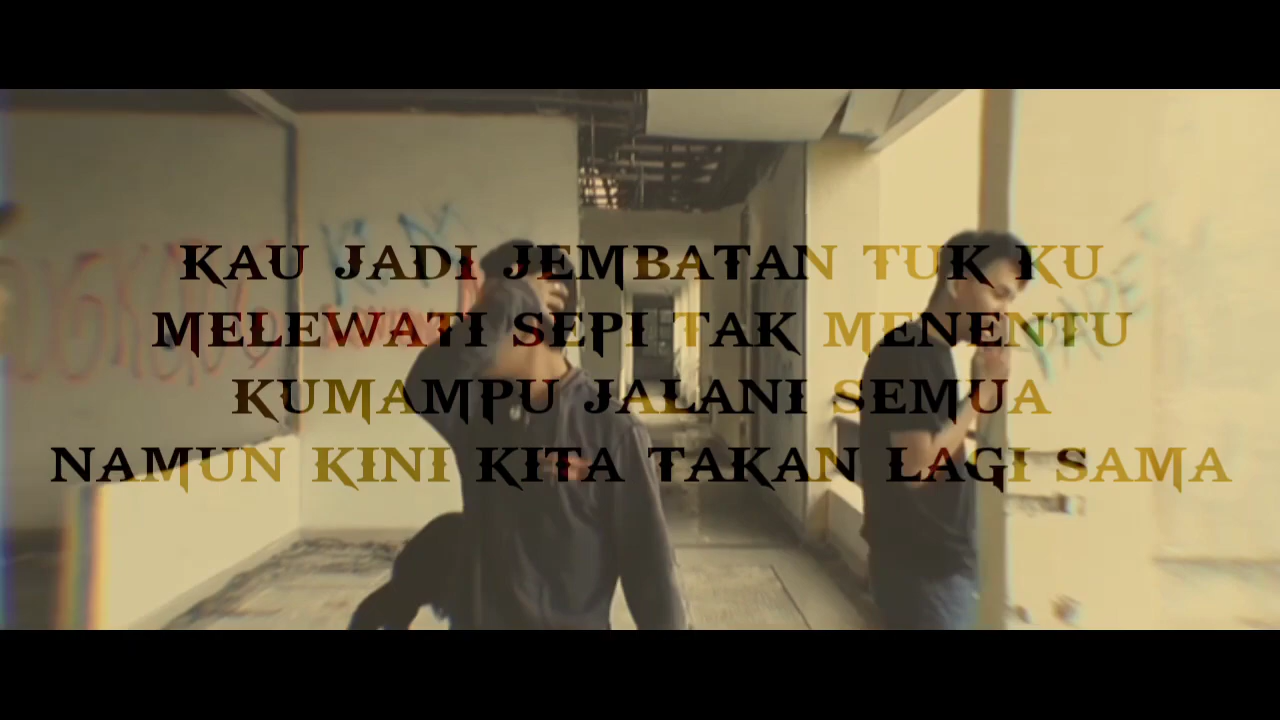 KAU JADI JEMBATAN TUK KU
MELEWATI SEPI TAK MENENTU
KUMAMPU JALANI SEMUA
NAMUN KINI KITA TAKAN LAGI SAMA